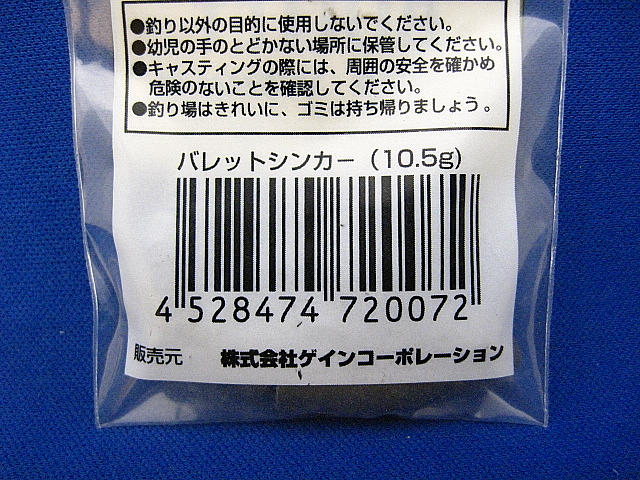 ●釣り以外の目的に使用しないでください。
●幼児の手のとどかない場所に保管してください。
●キャスティングの際には、周囲の安全を確かめ
危険のないことを確認してください。
●釣り場はきれいに、ゴミは持ち帰りましょう。
バレットシンカー（10.5g）
4 528474 720072
販売元 株式会社ゲインコーポレーション